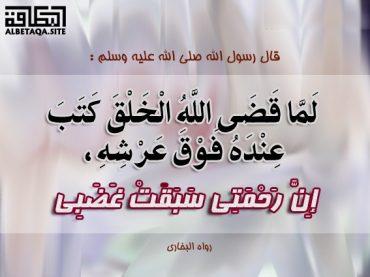 البطاقة
ALBETAQA.SITE
قال رسول الله صلى الله عليه وسلم :
لَمَّا قَضَى اللَّهُ الْخَلْقَ كَتَبَ
عِنْدَهُ فَوْقَ عَرْشِهِ،
إِنَّ رَحْمَتِي سَبَقَتْ غَضَبِي
رواه البخاري